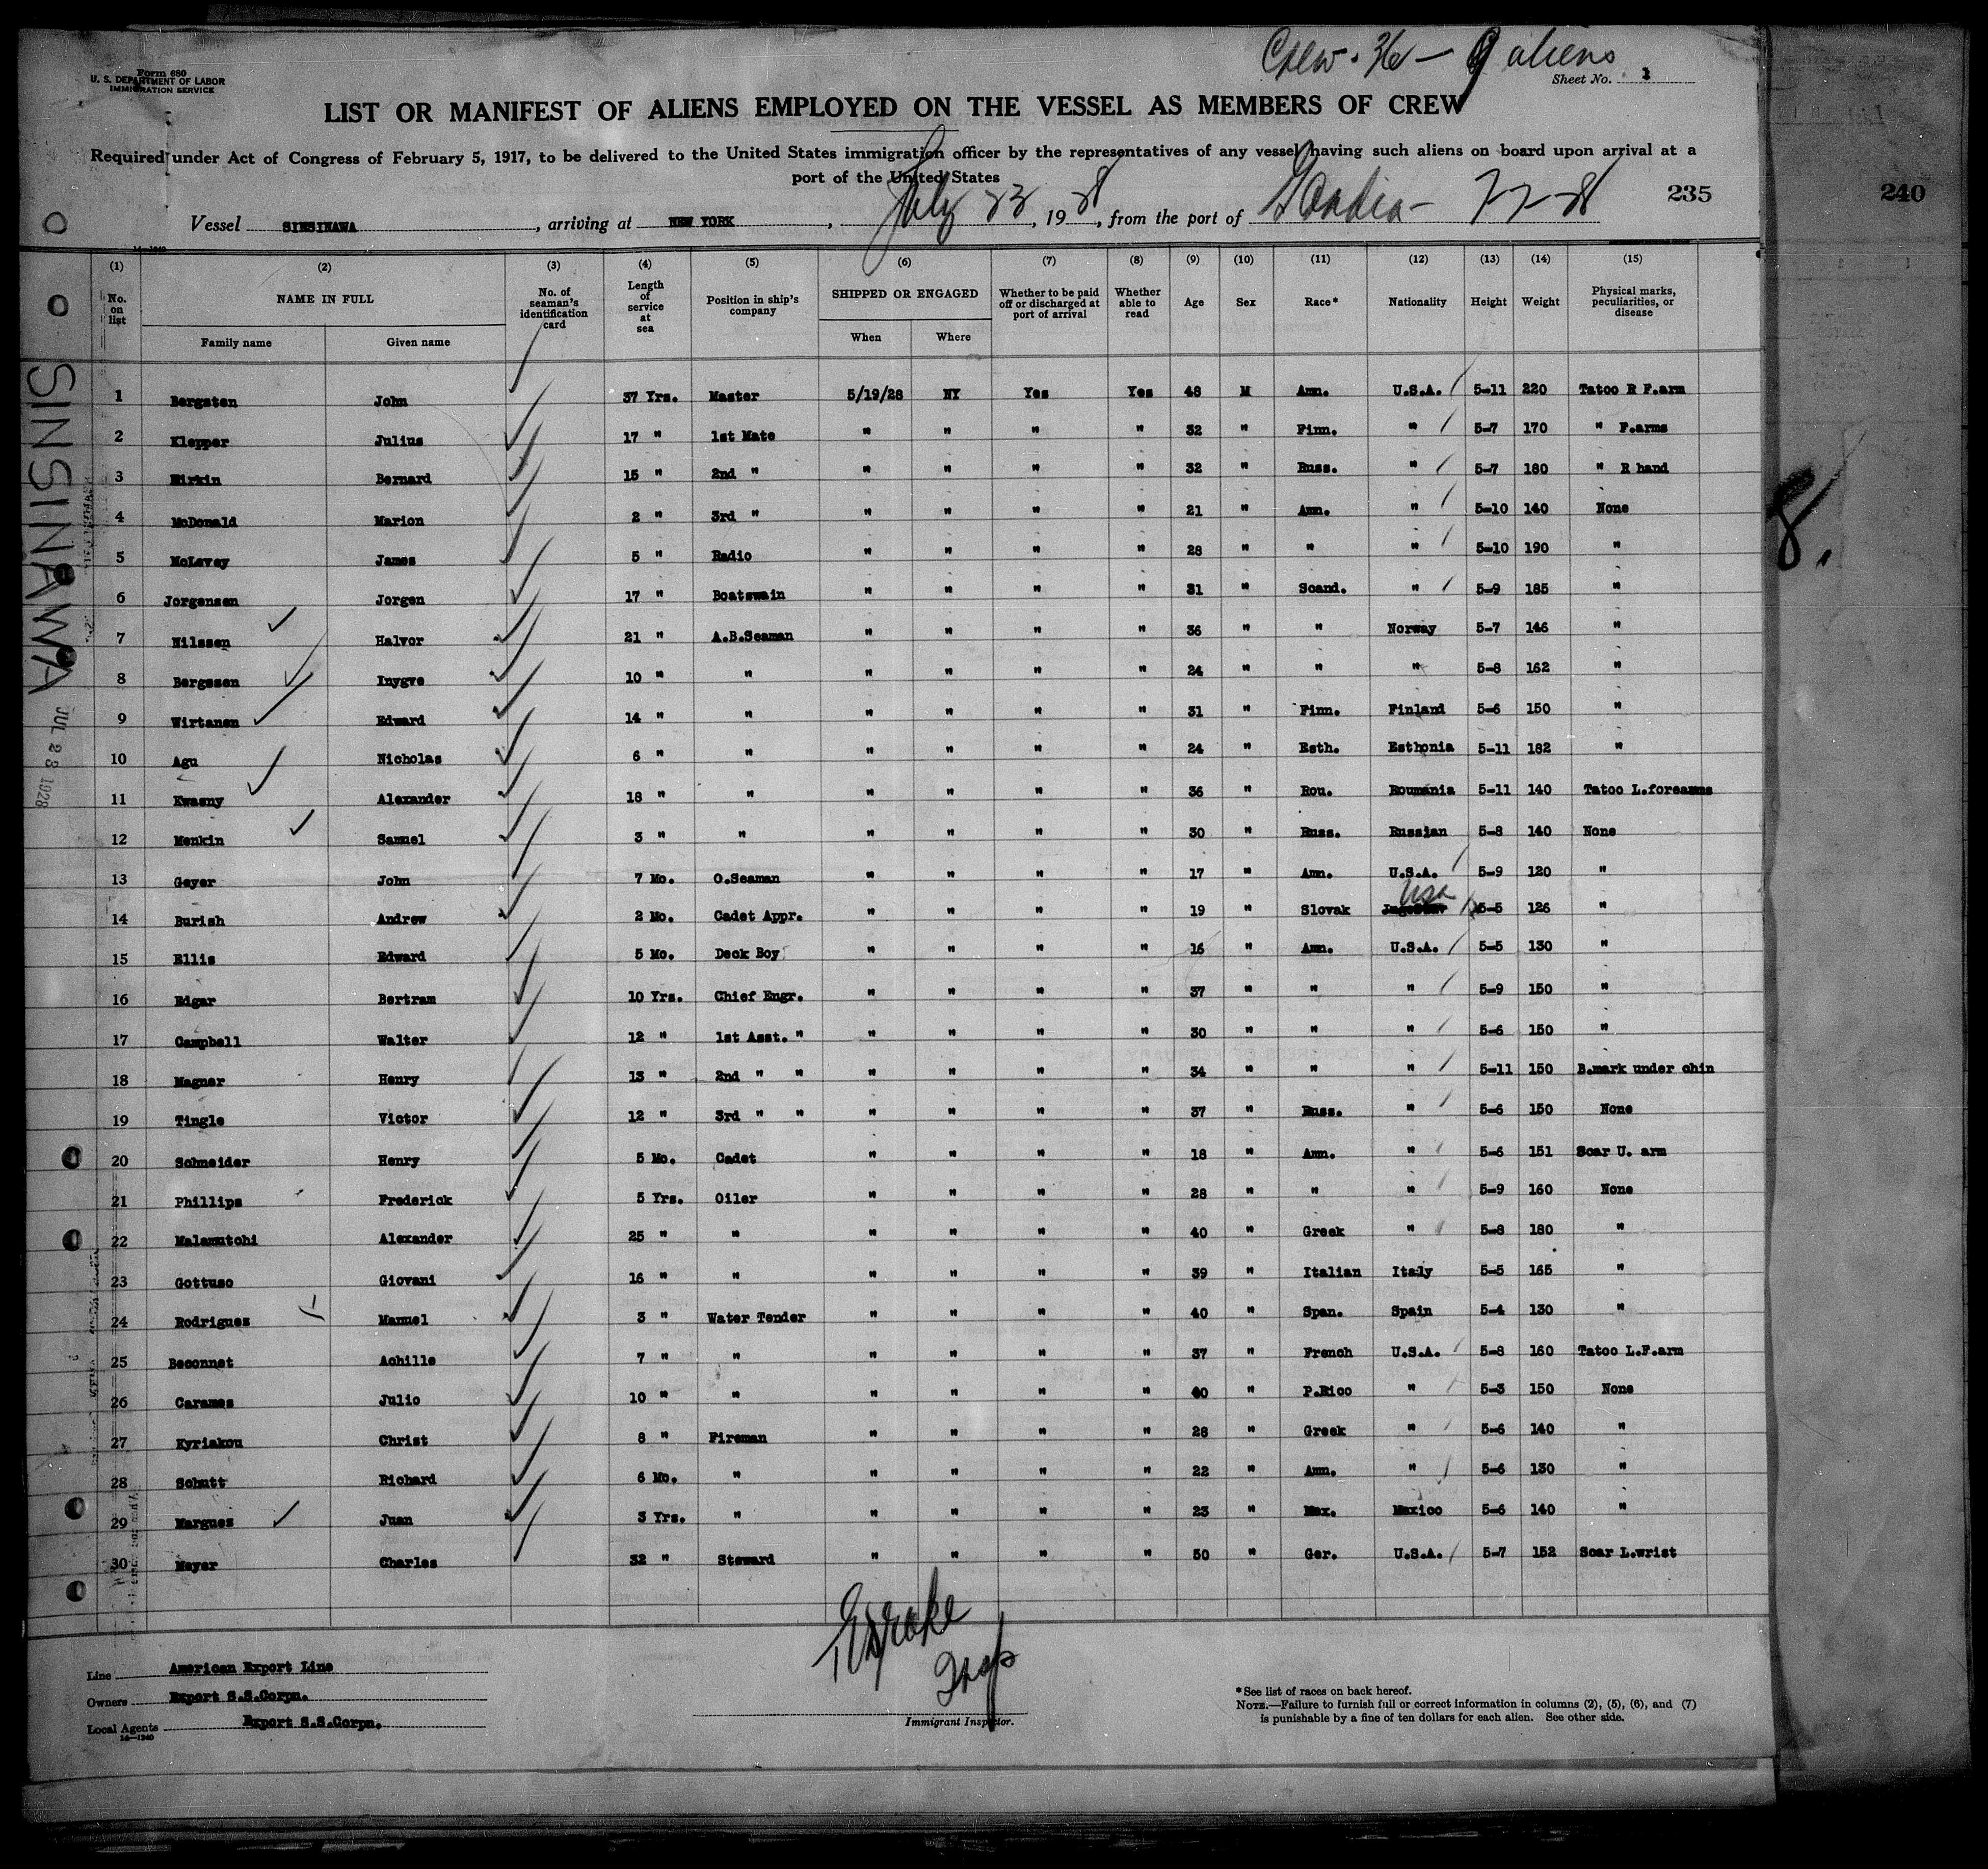 Crew - 36 - 9 aliens
Form 680
U. S. DEPARTMENT OF LABOR
IMMIGRATION SERVICE
Sheet No. 1
LIST OR MANIFEST OF ALIENS EMPLOYED ON THE VESSEL AS MEMBERS OF CREW
Required under Act of Congress of February 5, 1917, to be delivered to the United States immigration officer by the representatives of any vessel having such aliens on board upon arrival at a
port of the United States
235
240
Vessel SINSINAWA, arriving at NEW YORK, July 23, 1928, from the port of 7-7-28
(1) (2) (3) (4) (5) (6) (7) (8) (9) (10) (11) (12) (13) (14) (15)
No. on list NAME IN FULL No. of seaman's identification card Length of service at sea Position in ship's company SHIPPED OR ENGAGED Whether to be paid off or discharged at port of arrival Whether able to read Age Sex Race* Nationality Height Weight Physical marks, peculiarities, or disease
Family name Given name When Where
1 Bergsten John 37 Yrs. Master 5/19/28 NY Yes Yes 48 M Am. U.S.A. 5-11 220 Tatoo R F.arm
2 Klepper Julius 17 " 1st Mate " " " " 32 " Finn. " 5-7 170 " F.arms
3 Mirkin Bernard 15 " 2nd " " " " " 32 " Russ. " 5-7 180 " R hand
4 McDonald Marion 2 " 3rd " " " " " 21 " Am. " 5-10 140 None
5 McLevey James 5 " Radio " " " " 28 " " " 5-10 190 "
6 Jorgensen Jorgen 17 " Boatswain " " " " 31 " Scand. " 5-9 185 "
7 Nilssen Halvor 21 " A.B.Seaman " " " " 36 " " Norway 5-7 146 "
8 Bergesen Inygve 10 " " " " " " 24 " " " 5-8 162 "
9 Wirtanen Edward 14 " " " " " " 31 " Finn. Finland 5-6 150 "
10 Agu Nicholas 6 " " " " " " 24 " Esth. Esthonia 5-11 182 "
11 Kwasny Alexander 18 " " " " " " 36 " Rou. Roumania 5-11 140 Tatoo L.forearms
12 Menkin Samuel 3 " " " " " " 30 " Russ. Russian 5-8 140 None
13 Geyer John 7 Mo. O.Seaman " " " " 17 " Am. U.S.A. 5-9 120 "
14 Burish Andrew 2 Mo. Cadet Appr. " " " " 19 " Slovak USA 5-5 126 "
15 Ellis Edward 5 Mo. Deck Boy " " " " 16 " Am. U.S.A. 5-5 130 "
16 Edgar Bertram 10 Yrs. Chief Engr. " " " " 37 " " " 5-9 150 "
17 Campbell Walter 12 " 1st Asst. " " " " " 30 " " " 5-6 150 "
18 Magner Henry 13 " 2nd " " " " " " 34 " " " 5-11 150 B.mark under chin
19 Tingle Victor 12 " 3rd " " " " " " 37 " Russ. " 5-6 150 None
20 Schneider Henry 5 Mo. Cadet " " " " 18 " Am. " 5-6 151 Scar U. arm
21 Phillips Frederick 5 Yrs. Oiler " " " " 28 " " " 5-9 160 None
22 Malamutchi Alexander 25 " " " " " " 40 " Greek " 5-8 180 "
23 Gottuso Giovani 16 " " " " " " 39 " Italian Italy 5-5 165 "
24 Rodriguez Manuel 3 " Water Tender " " " " 40 " Span. Spain 5-4 130 "
25 Beconnet Achille 7 " " " " " " 37 " French U.S.A. 5-8 160 Tatoo L.F.arm
26 Carames Julio 10 " " " " " " 40 " P.Rico " 5-3 150 None
27 Kyriakou Christ 8 " Fireman " " " " 28 " Greek " 5-6 140 "
28 Schutt Richard 6 Mo. " " " " " 22 " Am. " 5-6 130 "
29 Marguez Juan 3 Yrs. " " " " " 23 " Mex. Mexico 5-6 140 "
30 Meyer Charles 32 " Steward " " " " 50 " Ger. U.S.A. 5-7 152 Scar L.wrist
SINSINAWA
JUL 23 1928
8.
Line American Export Line
Owners Export S.S.Corpn.
Local Agents Export S.S.Corpn.
Immigrant Inspector.
*See list of races on back hereof.
NOTE.—Failure to furnish full or correct information in columns (2), (5), (6), and (7)
is punishable by a fine of ten dollars for each alien. See other side.